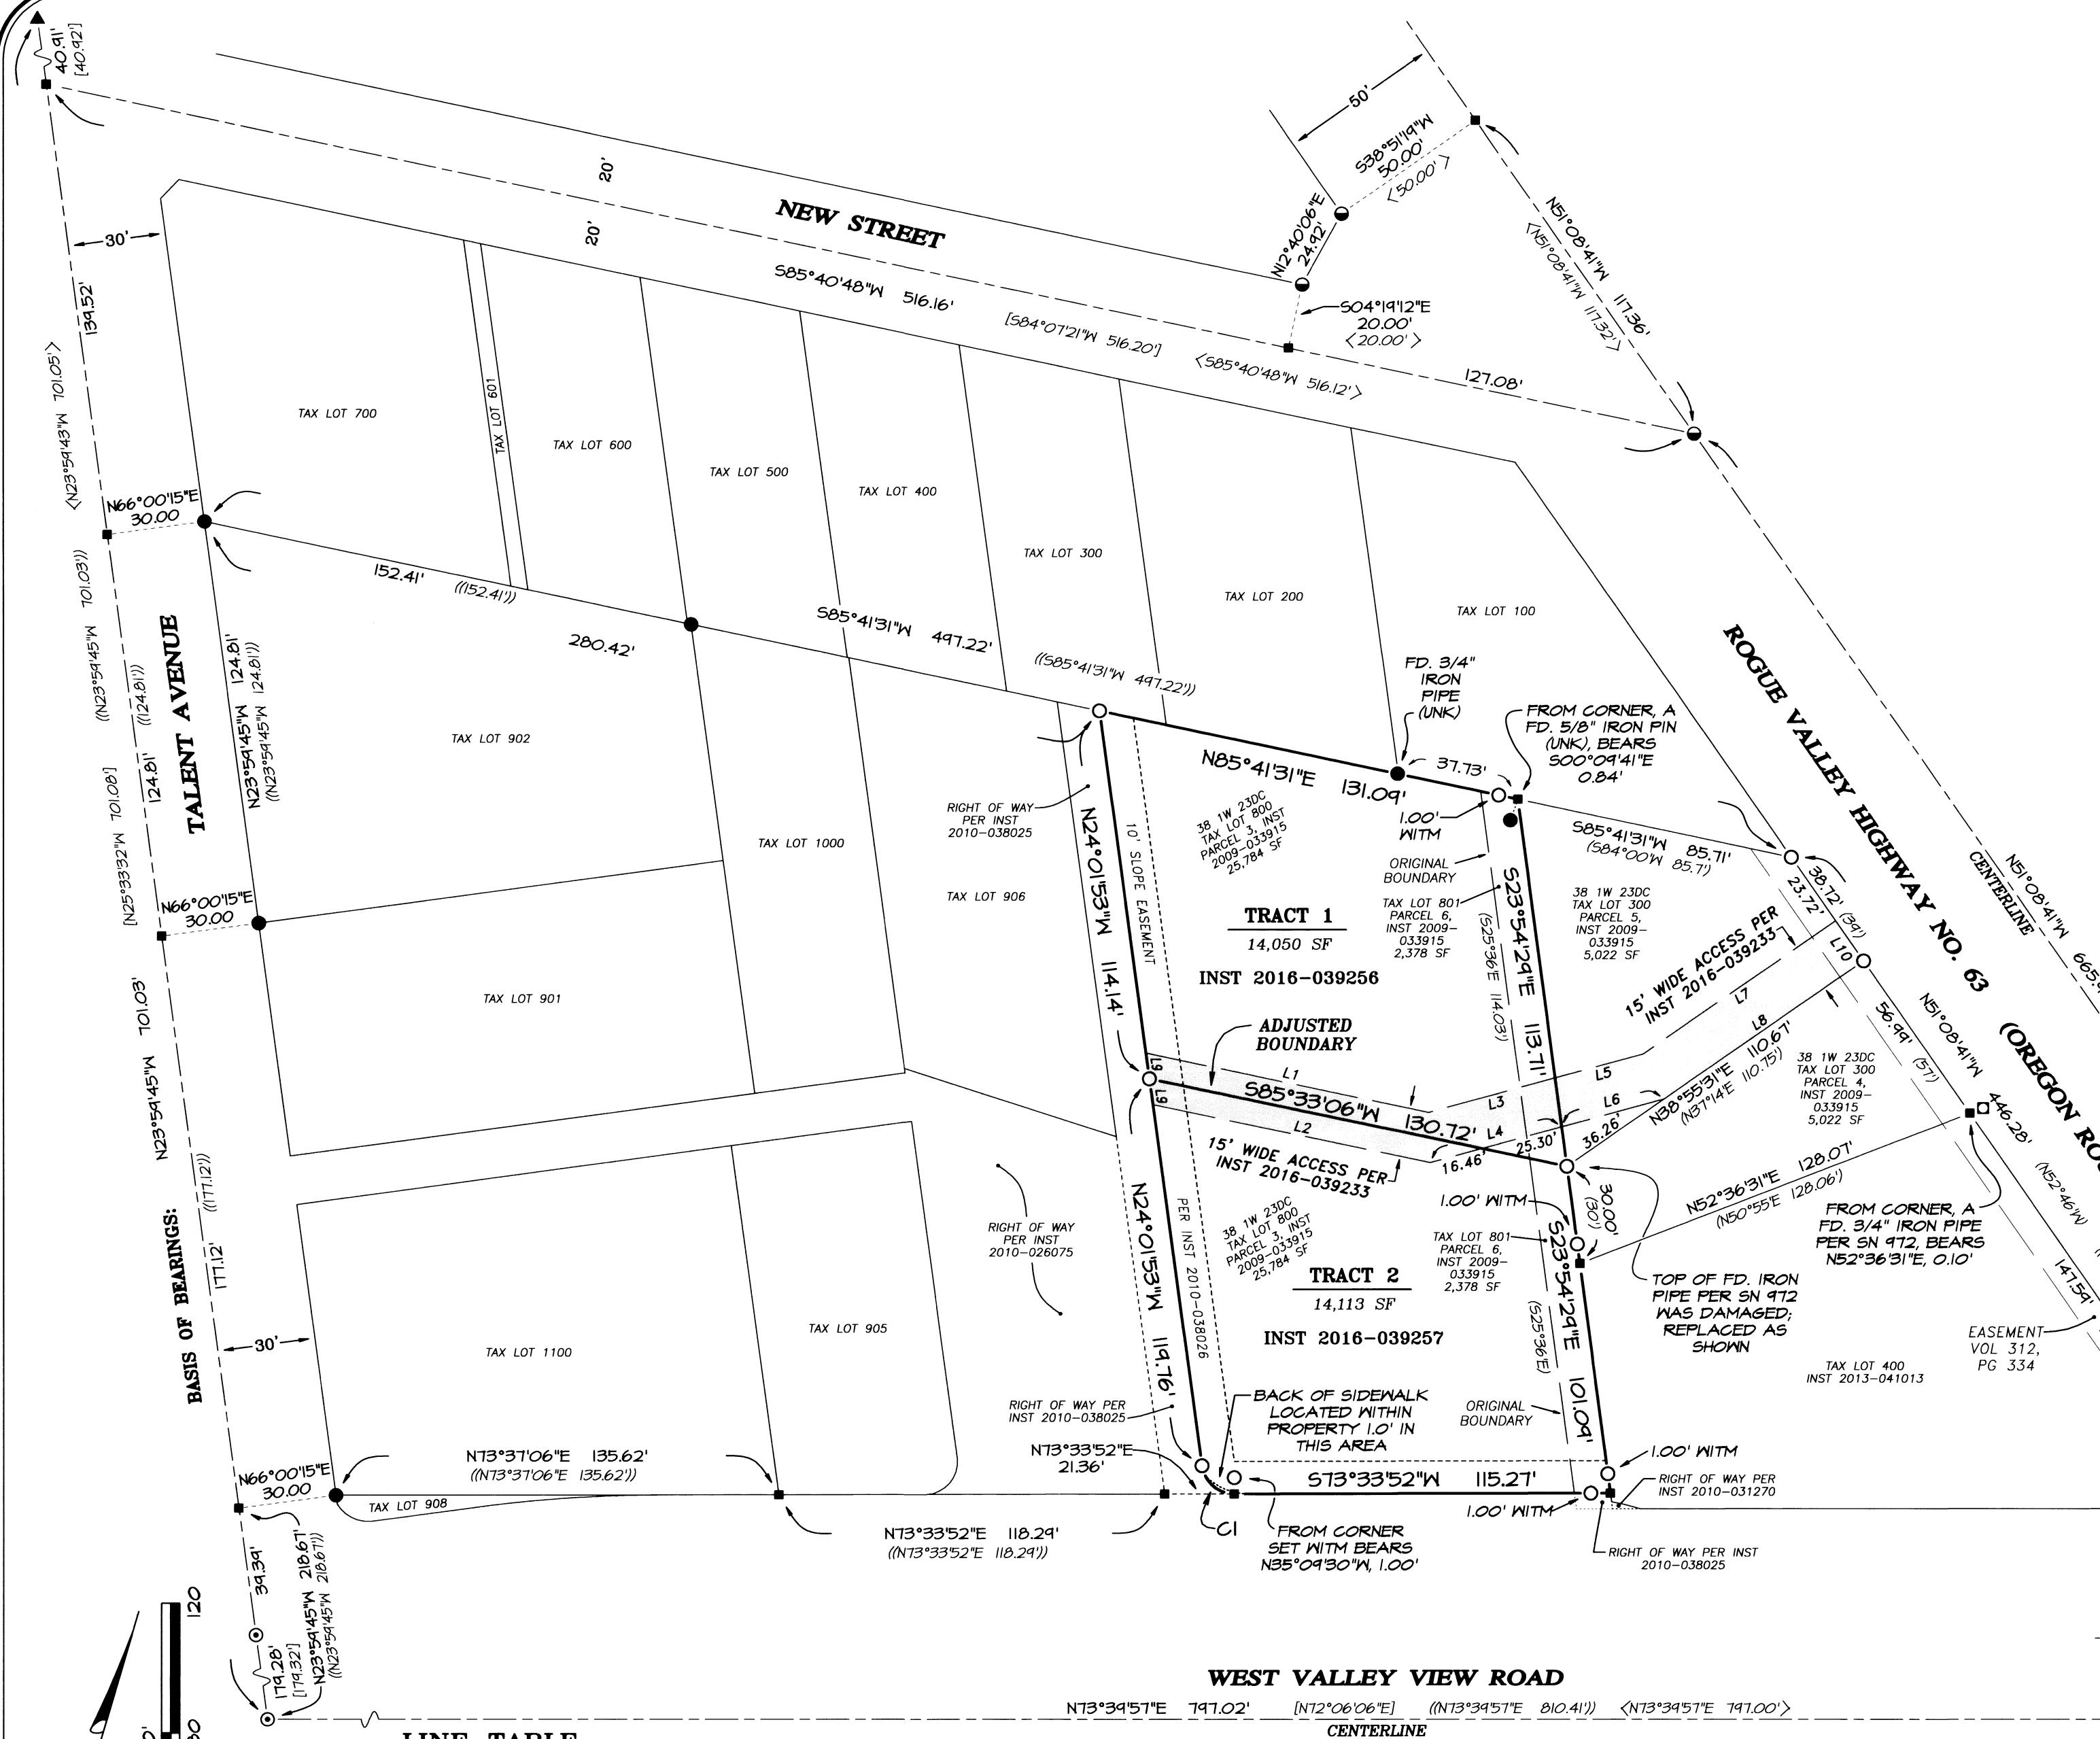 40.91'
[40.92']
30'
139.52'
<N23°59'43"W 701.05'>
20'
20'
NEW STREET
S85°40'48"W 516.16'
[S84°07'21"W 516.20']
<S85°40'48"W 516.12'>
127.08'
50'
S38°51'19"W
50.00'
<50.00'>
N12°40'06"E
24.92'
S04°19'12"E
20.00'
<20.00'>
N51°08'41"W 117.36'
<N51°08'41"W 117.32'>
TAX LOT 700
TAX LOT 601
TAX LOT 600
TAX LOT 500
TAX LOT 400
TAX LOT 300
TAX LOT 200
TAX LOT 100
N66°00'15"E
30.00
152.41'
((152.41'))
280.42'
S85°41'31"W 497.22'
((S85°41'31"W 497.22'))
((N23°59'45"W 701.03'))
[N25°33'32"W 701.08']
((124.81'))
124.81'
TALENT AVENUE
N23°59'45"W 124.81'
((N23°59'45"W 124.81'))
TAX LOT 902
TAX LOT 1000
TAX LOT 906
TAX LOT 901
RIGHT OF WAY
PER INST
2010-038025
FD. 3/4"
IRON
PIPE
(UNK)
FROM CORNER, A
FD. 5/8" IRON PIN
(UNK), BEARS
S00°09'41"E
0.84'
N85°41'31"E 131.09'
37.73'
1.00'
WITM
38 1W 23DC
TAX LOT 800
PARCEL 3, INST
2009-033915
25,784 SF
ORIGINAL
BOUNDARY
TAX LOT 801
PARCEL 6,
INST 2009-
033915
2,378 SF
38 1W 23DC
TAX LOT 300
PARCEL 5,
INST 2009-
033915
5,022 SF
S85°41'31"W 85.71'
(S84°00'W 85.7')
38.72' (39')
23.72'
L10
ROGUE VALLEY HIGHWAY NO. 63
(OREGON RO
CENTERLINE
N51°08'41"W 665.9
N24°01'53"W 114.14'
10' SLOPE EASEMENT
PER INST 2010-038026
TRACT 1
14,050 SF
INST 2016-039256
S23°54'29"E 113.71'
(S25°36'E 114.03')
15' WIDE ACCESS PER
INST 2016-039233
L7
L8
N38°55'31"E 110.67'
(N37°14'E 110.75')
56.99' (57')
N51°08'41"W 446.28'
(N52°46'W)
38 1W 23DC
TAX LOT 300
PARCEL 4,
INST 2009-
033915
5,022 SF
ADJUSTED
BOUNDARY
L9
L9
L1
S85°33'06"W 130.72'
L2
L3
L4
L5
L6
16.46'
25.30'
36.26'
15' WIDE ACCESS PER
INST 2016-039233
N66°00'15"E
30.00
N23°59'45"W 701.03'
177.12'
((177.12'))
BASIS OF BEARINGS:
30'
TAX LOT 1100
TAX LOT 905
RIGHT OF WAY
PER INST
2010-026075
N24°01'53"W 119.76'
38 1W 23DC
TAX LOT 800
PARCEL 3, INST
2009-033915
25,784 SF
TRACT 2
14,113 SF
INST 2016-039257
1.00' WITM
TAX LOT 801
PARCEL 6,
INST 2009-
033915
2,378 SF
30.00'
(30')
S23°54'29"E 101.09'
(S25°36'E)
N52°36'31"E 128.07'
(N50°55'E 128.06')
FROM CORNER, A
FD. 3/4" IRON PIPE
PER SN 972, BEARS
N52°36'31"E, 0.10'
TOP OF FD. IRON
PIPE PER SN 972
WAS DAMAGED;
REPLACED AS
SHOWN
147.59'
EASEMENT
VOL 312,
PG 334
TAX LOT 400
INST 2013-041013
RIGHT OF WAY PER
INST 2010-038025
N73°33'52"E
21.36'
BACK OF SIDEWALK
LOCATED WITHIN
PROPERTY 1.0' IN
THIS AREA
ORIGINAL
BOUNDARY
1.00' WITM
S73°33'52"W 115.27'
1.00' WITM
RIGHT OF WAY PER
INST 2010-031270
RIGHT OF WAY PER INST
2010-038025
C1
FROM CORNER
SET WITM BEARS
N35°09'30"W, 1.00'
N66°00'15"E
30.00
N73°37'06"E 135.62'
((N73°37'06"E 135.62'))
TAX LOT 908
N73°33'52"E 118.29'
((N73°33'52"E 118.29'))
39.39'
179.28'
[179.32']
N23°59'45"W 218.67'
((N23°59'45"W 218.67'))
120
WEST VALLEY VIEW ROAD
N73°39'57"E 797.02' [N72°06'06"E] ((N73°39'57"E 810.41')) <N73°39'57"E 797.00'>
CENTERLINE
LINE TABLE